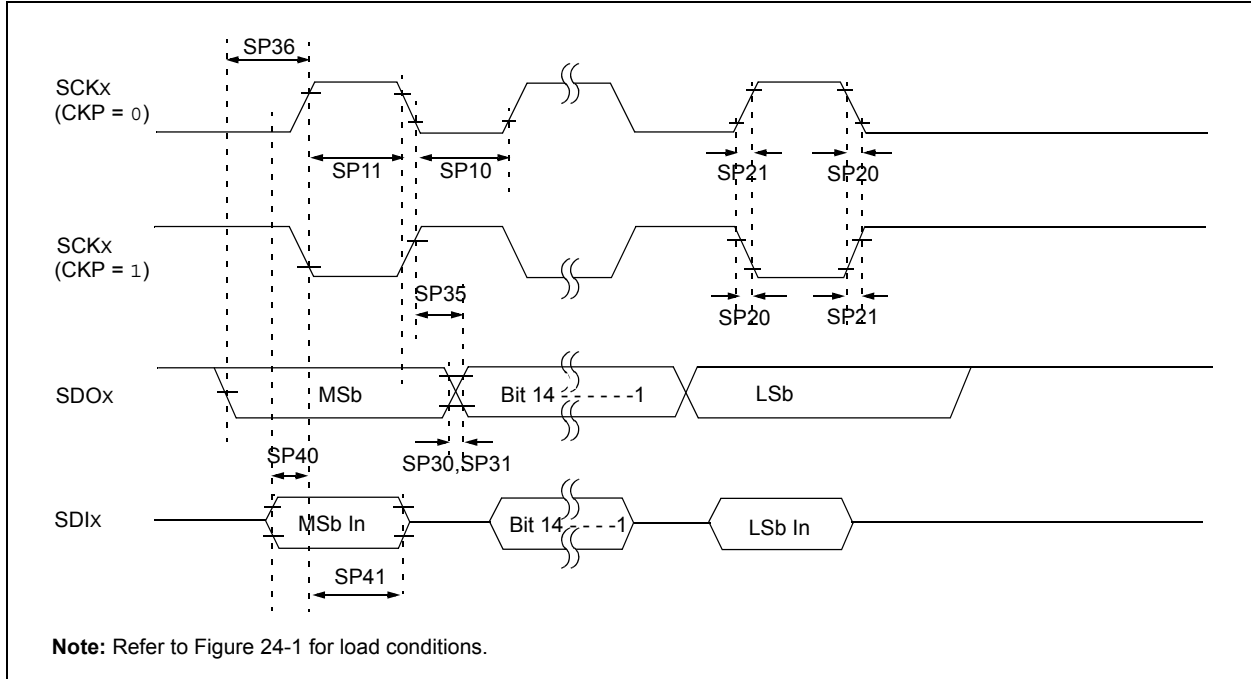 SP36
SCKx
(CKP = 0)
SP11
SP10
SP21
SP20
SCKx
(CKP = 1)
SP35
SP20
SP21
SDOx
MSb
Bit 14 - - - - - -1
LSb
SP40
SP30,SP31
SDIx
MSb In
Bit 14 - - - -1
LSb In
SP41
Note: Refer to Figure 24-1 for load conditions.